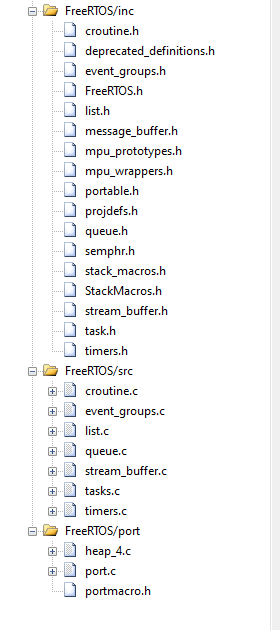 FreeRTOS/inc
croutine.h
deprecated_definitions.h
event_groups.h
FreeRTOS.h
list.h
message_buffer.h
mpu_prototypes.h
mpu_wrappers.h
portable.h
projdefs.h
queue.h
semphr.h
stack_macros.h
StackMacros.h
stream_buffer.h
task.h
timers.h
FreeRTOS/src
croutine.c
event_groups.c
list.c
queue.c
stream_buffer.c
tasks.c
timers.c
FreeRTOS/port
heap_4.c
port.c
portmacro.h